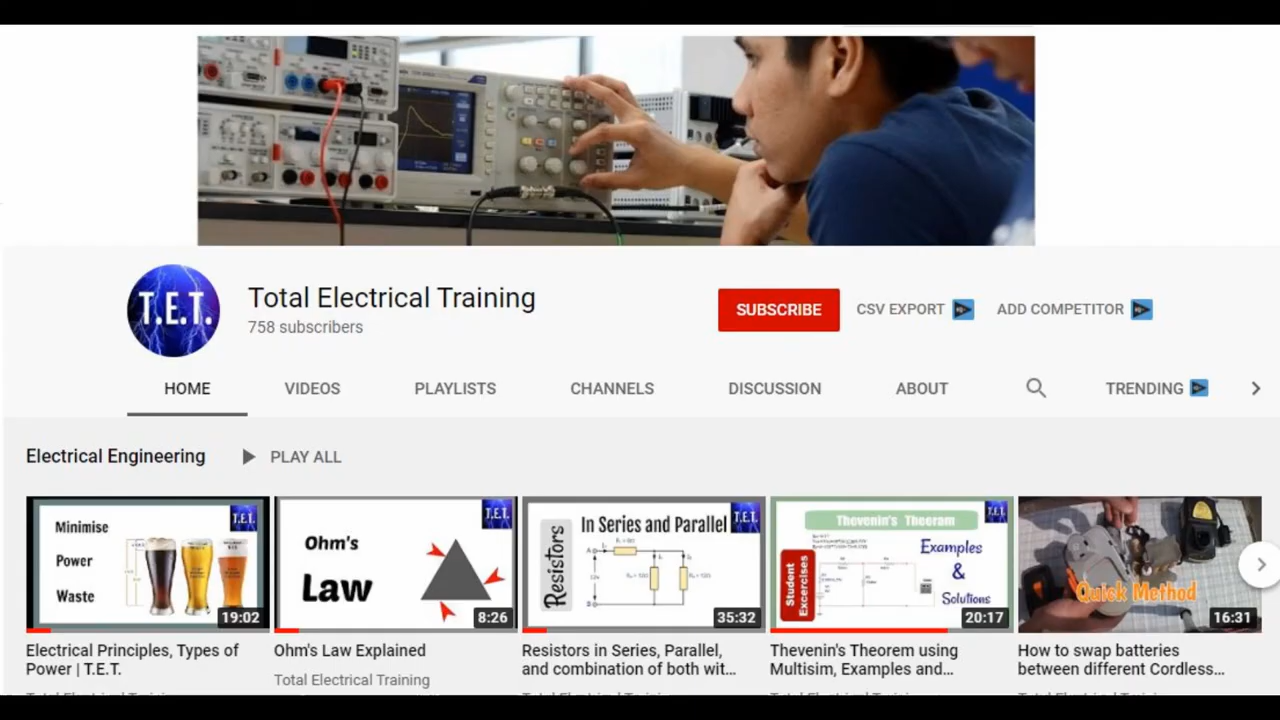 T.E.T.
Total Electrical Training
758 subscribers
SUBSCRIBE
CSV EXPORT
ADD COMPETITOR
HOME
VIDEOS
PLAYLISTS
CHANNELS
DISCUSSION
ABOUT
TRENDING
Electrical Engineering
PLAY ALL
Minimise
Power
Waste
T.E.T.
19:02
Ohm's
Law
T.E.T.
8:26
Resistors
In Series and Parallel
T.E.T.
35:32
Thevenin's Theoram
T.E.T.
Student
Excercises
Examples
&
Solutions
20:17
Quick Method
16:31
Electrical Principles, Types of
Power | T.E.T.
Ohm's Law Explained
Total Electrical Training
Resistors in Series, Parallel,
and combination of both wit...
Thevenin's Theorem using
Multisim, Examples and...
How to swap batteries
between different Cordless...